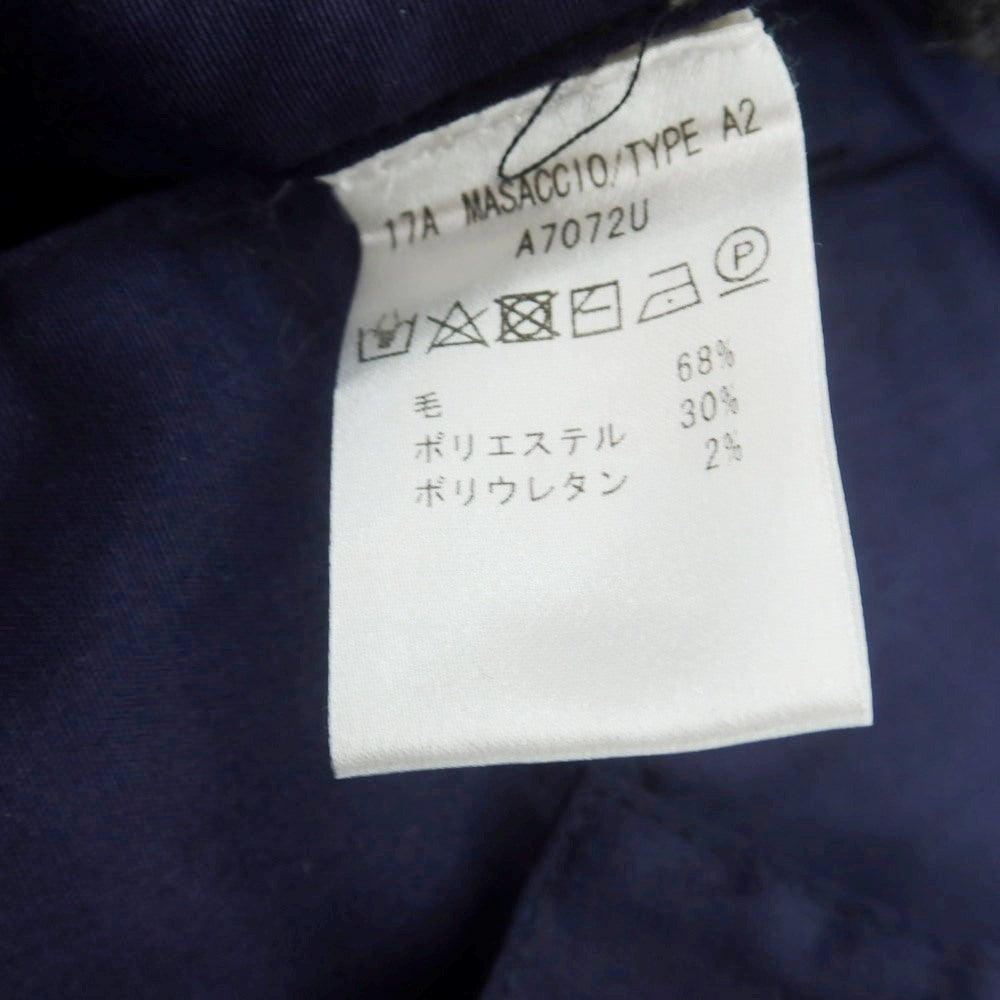 17A MASACCIO/TYPE A2
A7072U
P
毛 68%
ポリエステル 30%
ポリウレタン 2%